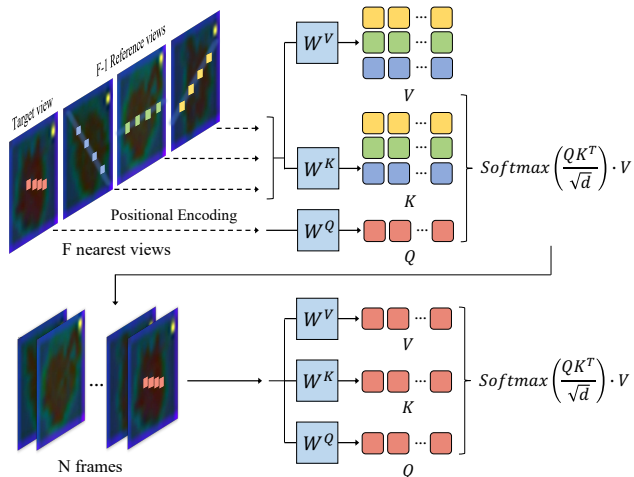 Target view
F-1 Reference views
W^V
V
W^K
K
Softmax(QK^T/√d) · V
Positional Encoding
F nearest views
W^Q
Q
W^V
V
W^K
K
Softmax(QK^T/√d) · V
W^Q
Q
...
N frames